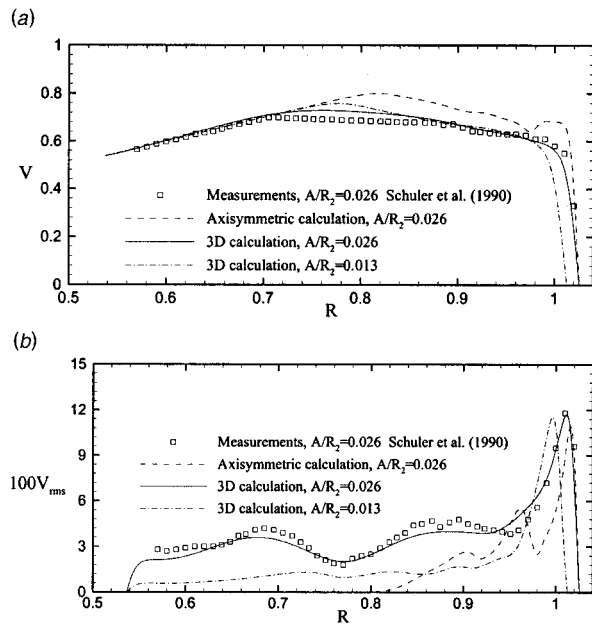 (a)
1
0.8
0.6
V
0.4
0.2
0
Measurements, A/R₂=0.026 Schuler et al. (1990)
Axisymmetric calculation, A/R₂=0.026
3D calculation, A/R₂=0.026
3D calculation, A/R₂=0.013
0.5 0.6 0.7 0.8 0.9 1
R
(b)
15
12
9
100V_rms
6
3
0
Measurements, A/R₂=0.026 Schuler et al. (1990)
Axisymmetric calculation, A/R₂=0.026
3D calculation, A/R₂=0.026
3D calculation, A/R₂=0.013
0.5 0.6 0.7 0.8 0.9 1
R